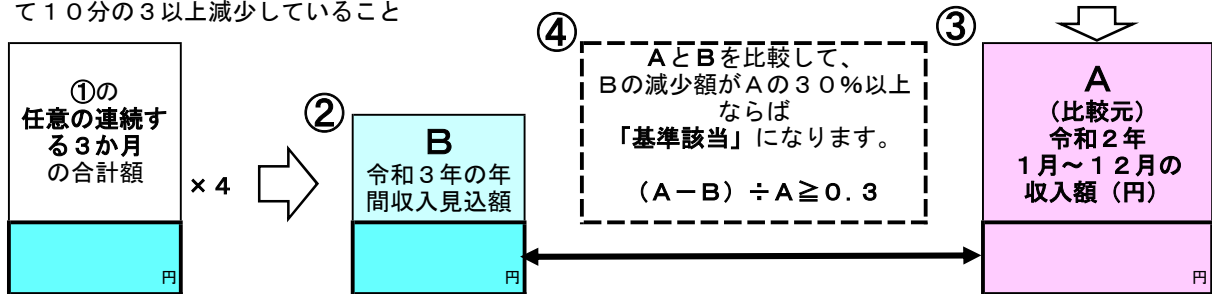 て１０分の３以上減少していること
①の
任意の連続す
る３か月
の合計額
円
×４
②
B
令和３年の年
間収入見込額
円
④
ＡとＢを比較して、
Ｂの減少額がＡの３０％以上
ならば
「基準該当」になります。
（Ａ－Ｂ）÷Ａ≧０．３
③
A
（比較元）
令和２年
１月～１２月の
収入額（円）
円